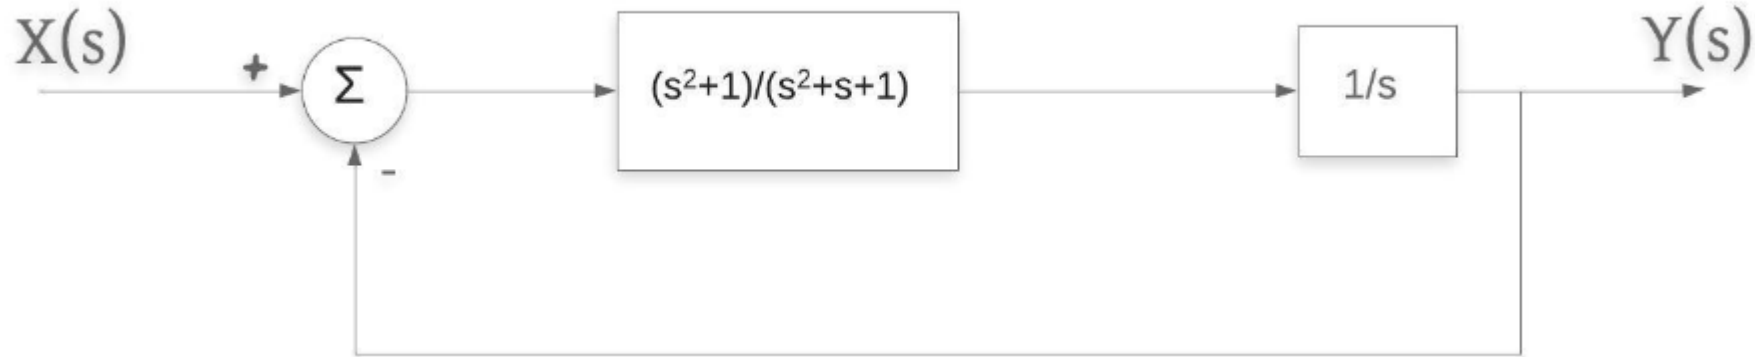 X(s)
+
Σ
(s²+1)/(s²+s+1)
1/s
Y(s)
-